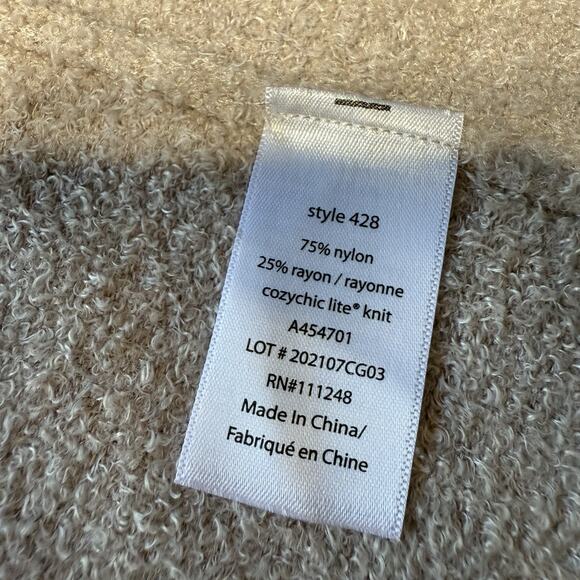 style 428
75% nylon
25% rayon / rayonne
cozychic lite® knit
A454701
LOT # 202107CG03
RN#111248
Made In China/
Fabriqué en Chine